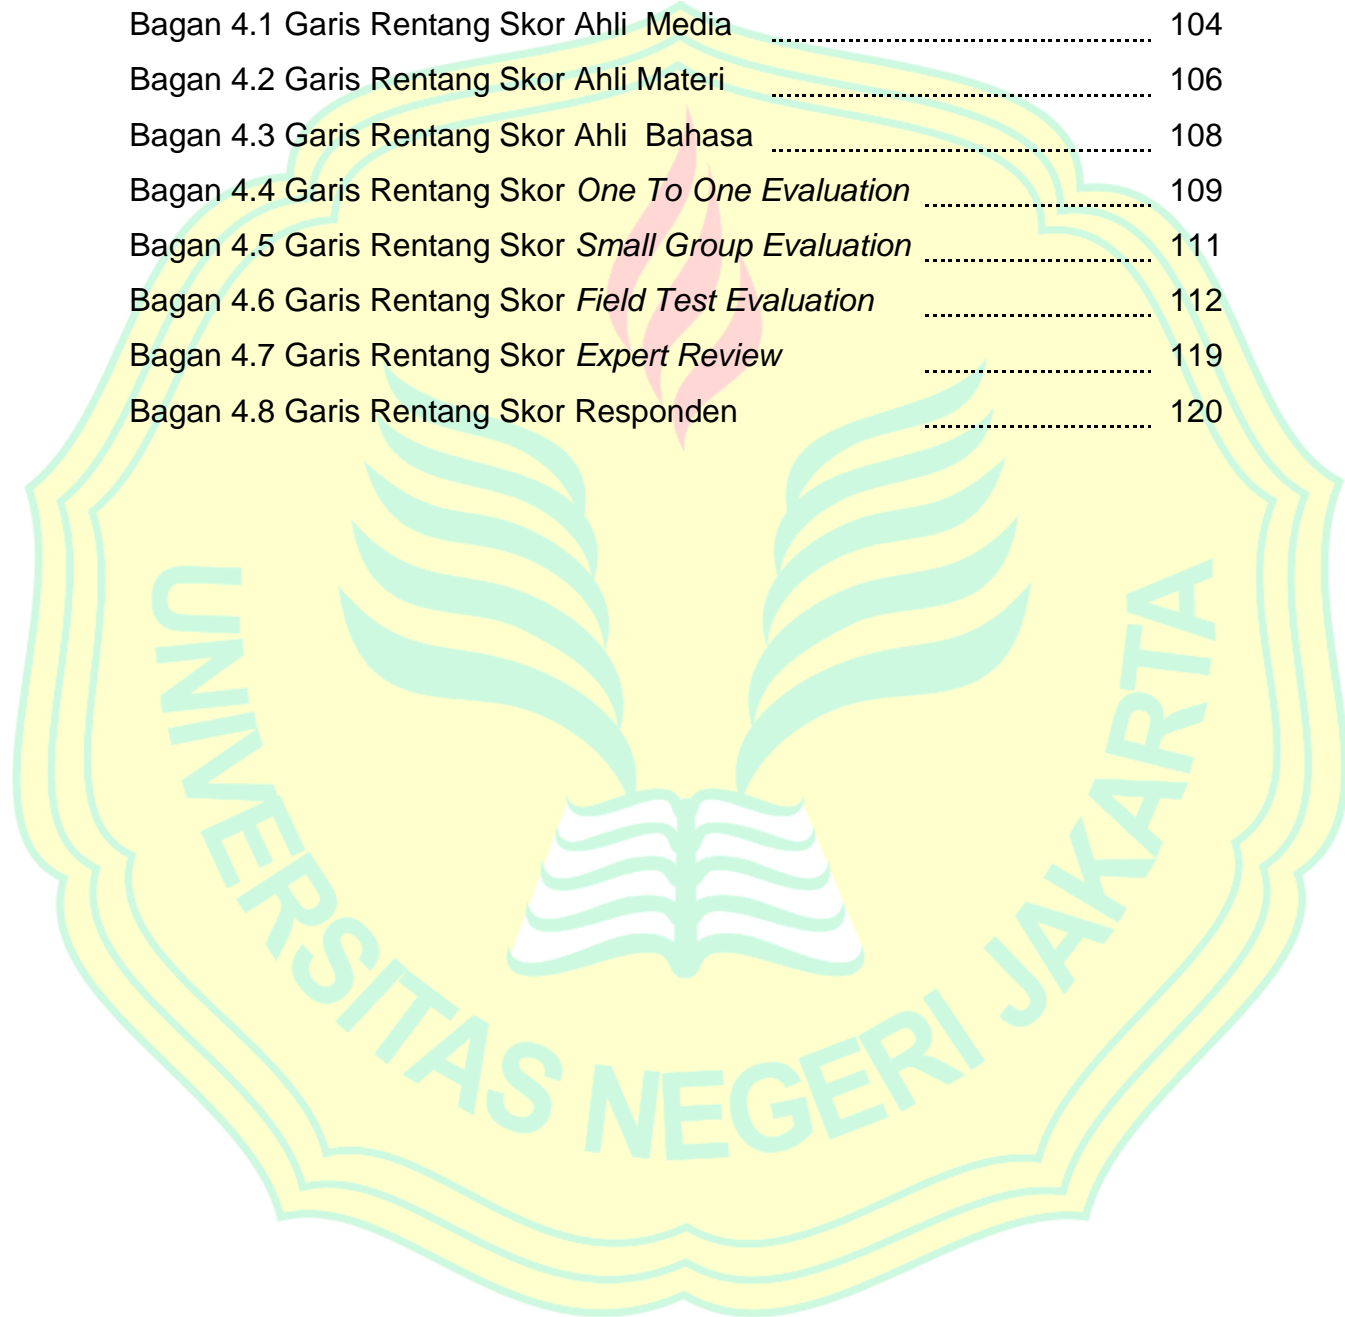 Bagan 4.1 Garis Rentang Skor Ahli Media ........................................ 104
Bagan 4.2 Garis Rentang Skor Ahli Materi ........................................ 106
Bagan 4.3 Garis Rentang Skor Ahli Bahasa ........................................ 108
Bagan 4.4 Garis Rentang Skor One To One Evaluation ........................ 109
Bagan 4.5 Garis Rentang Skor Small Group Evaluation ........................ 111
Bagan 4.6 Garis Rentang Skor Field Test Evaluation ........................ 112
Bagan 4.7 Garis Rentang Skor Expert Review ........................ 119
Bagan 4.8 Garis Rentang Skor Responden ........................ 120
UNIVERSITAS NEGERI JAKARTA